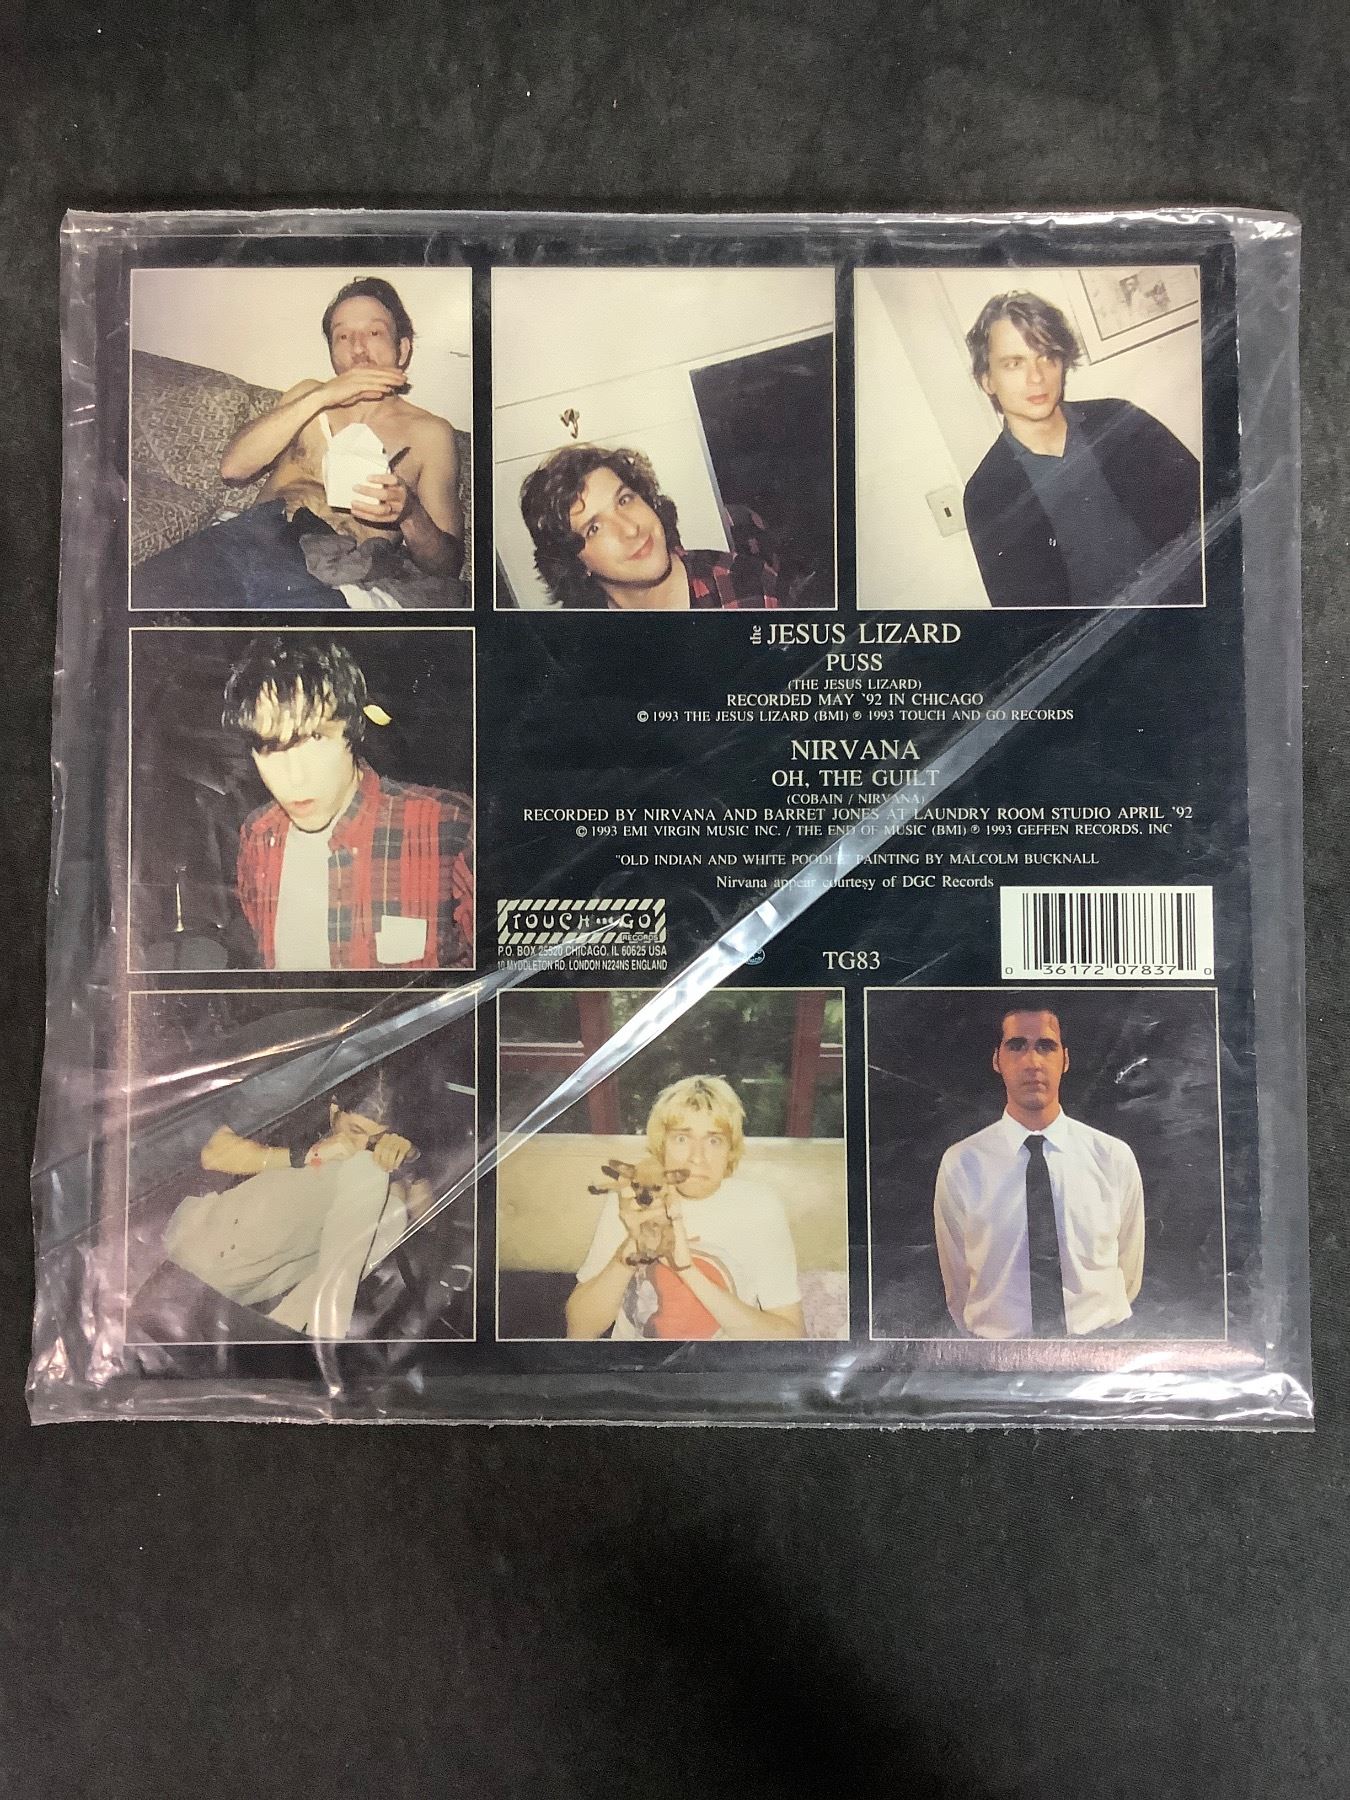 the JESUS LIZARD
PUSS
(THE JESUS LIZARD)
RECORDED MAY '92 IN CHICAGO
© 1993 THE JESUS LIZARD (BMI) ℗ 1993 TOUCH AND GO RECORDS
NIRVANA
OH, THE GUILT
(COBAIN / NIRVANA)
RECORDED BY NIRVANA AND BARRET JONES AT LAUNDRY ROOM STUDIO APRIL '92
© 1993 EMI VIRGIN MUSIC INC. / THE END OF MUSIC (BMI) ℗ 1993 GEFFEN RECORDS, INC
"OLD INDIAN AND WHITE POODLE" PAINTING BY MALCOLM BUCKNALL
Nirvana appear courtesy of DGC Records
TOUCH and GO
RECORDS
P.O. BOX 25520 CHICAGO, IL 60625 USA
10 MYDDLETON RD. LONDON N224NS ENGLAND
TG83
0 36172 07837 0